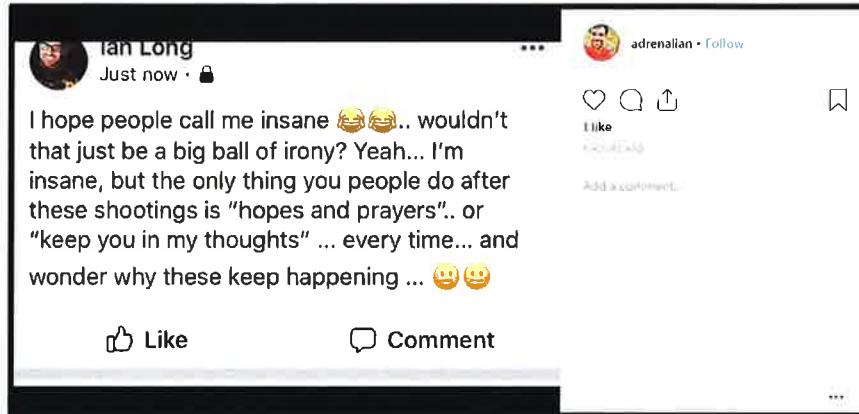 Ian Long
Just now ·
I hope people call me insane 😂😂.. wouldn't
that just be a big ball of irony? Yeah... I'm
insane, but the only thing you people do after
these shootings is "hopes and prayers".. or
"keep you in my thoughts" ... every time... and
wonder why these keep happening ... 😬😬
Like
Comment
adrenalian • Follow
1 like
Add a comment...